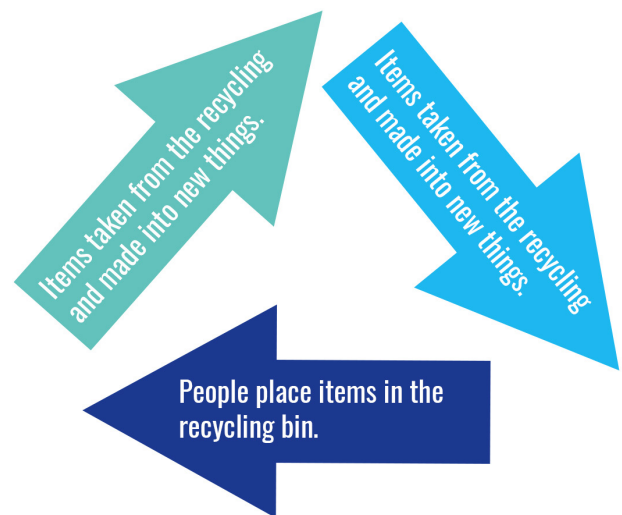 Items taken from the recycling
and made into new things.
Items taken from the recycling
and made into new things.
People place items in the
recycling bin.